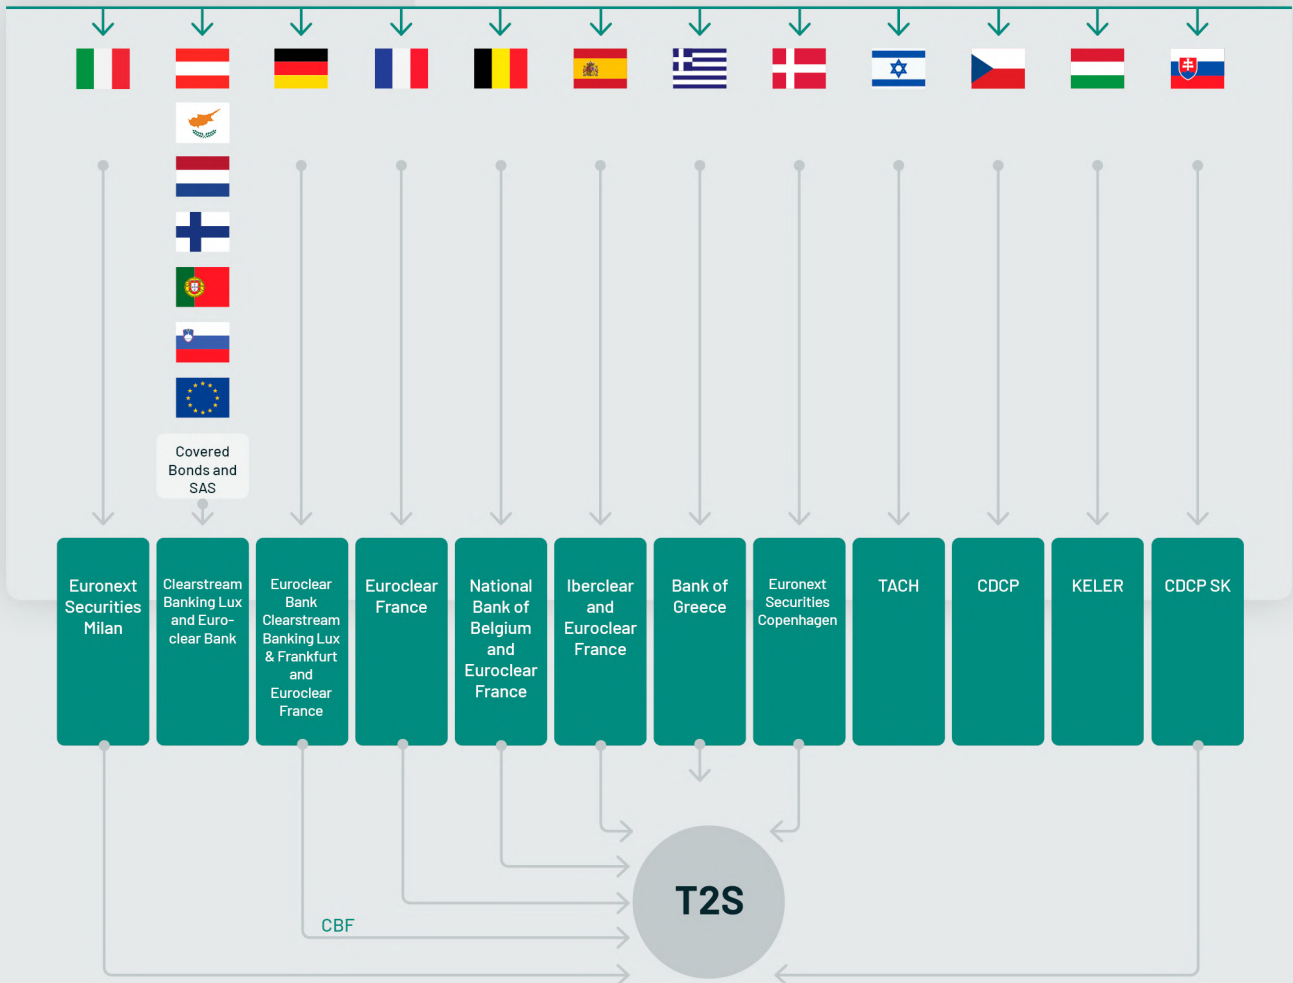 Covered
Bonds and
SAS
Euronext
Securities
Milan
Clearstream
Banking Lux
and Euro-
clear Bank
Euroclear
Bank
Clearstream
Banking Lux
& Frankfurt
and
Euroclear
France
Euroclear
France
National
Bank of
Belgium
and
Euroclear
France
Iberclear
and
Euroclear
France
Bank of
Greece
Euronext
Securities
Copenhagen
TACH
CDCP
KELER
CDCP SK
T2S
CBF